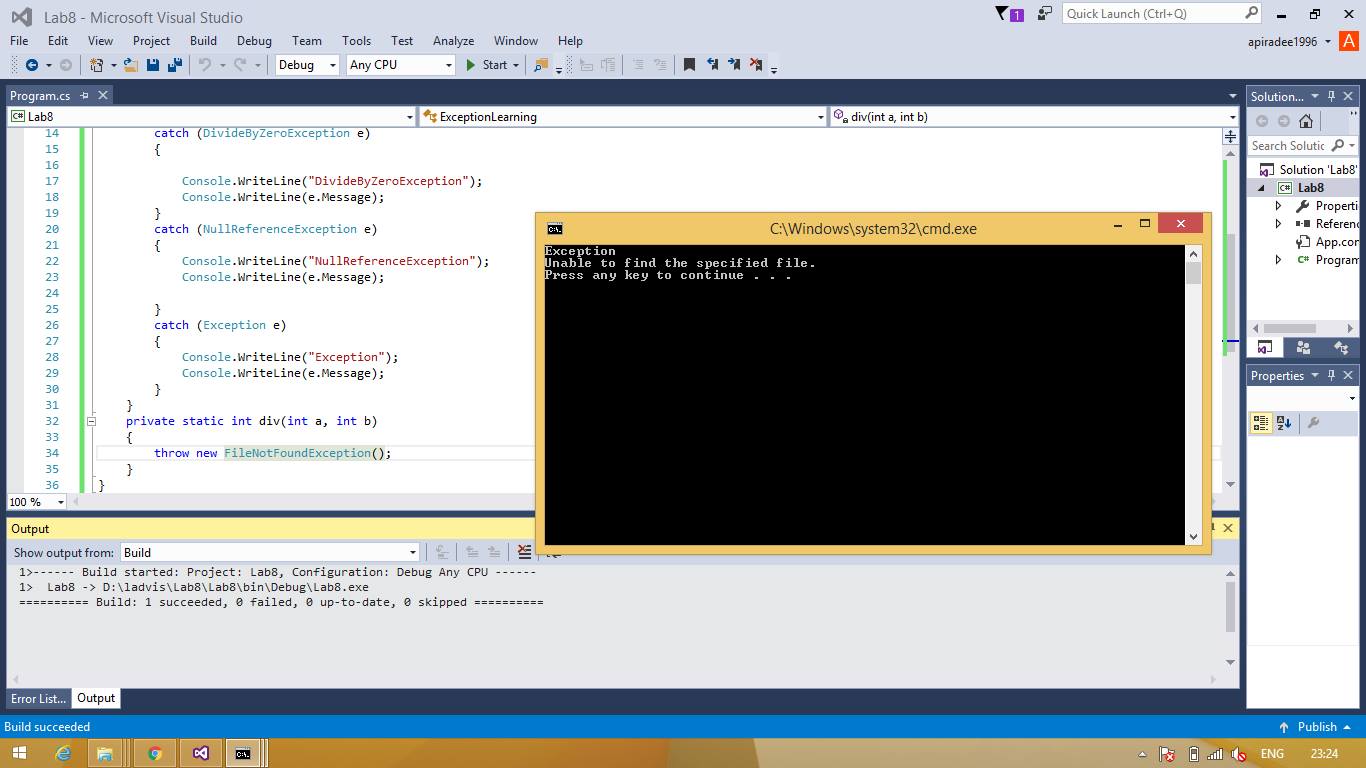 Lab8 - Microsoft Visual Studio
1
Quick Launch (Ctrl+Q)
File Edit View Project Build Debug Team Tools Test Analyze Window Help
apiradee1996
A
Debug
Any CPU
Start
Program.cs
C# Lab8
ExceptionLearning
div(int a, int b)
14 catch (DivideByZeroException e)
15 {
16
17 Console.WriteLine("DivideByZeroException");
18 Console.WriteLine(e.Message);
19 }
20 catch (NullReferenceException e)
21 {
22 Console.WriteLine("NullReferenceException");
23 Console.WriteLine(e.Message);
24
25 }
26 catch (Exception e)
27 {
28 Console.WriteLine("Exception");
29 Console.WriteLine(e.Message);
30 }
31 }
32 private static int div(int a, int b)
33 {
34 throw new FileNotFoundException();
35 }
36 }
100 %
C:\Windows\system32\cmd.exe
Exception
Unable to find the specified file.
Press any key to continue . . .
Solution...
Search Solutic
Solution 'Lab8'
C# Lab8
Properti
Referenc
App.con
C# Program
Properties
Output
Show output from: Build
1>------ Build started: Project: Lab8, Configuration: Debug Any CPU ------
1> Lab8 -> D:\ladvis\Lab8\Lab8\bin\Debug\Lab8.exe
========== Build: 1 succeeded, 0 failed, 0 up-to-date, 0 skipped ==========
Error List... Output
Build succeeded
Publish
ENG
23:24